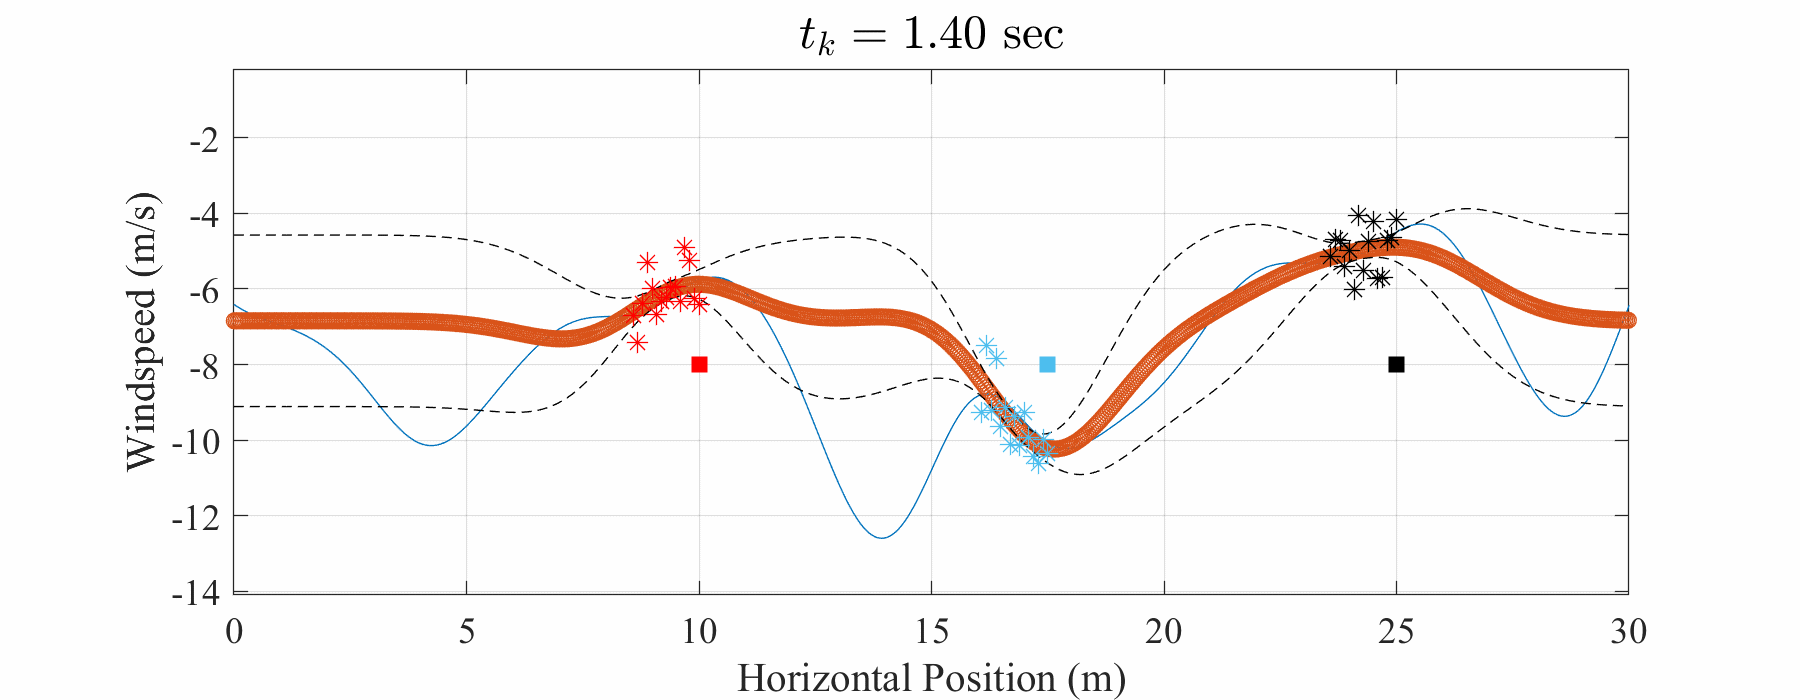 t_k = 1.40 sec
Windspeed (m/s)
-2
-4
-6
-8
-10
-12
-14
0 5 10 15 20 25 30
Horizontal Position (m)